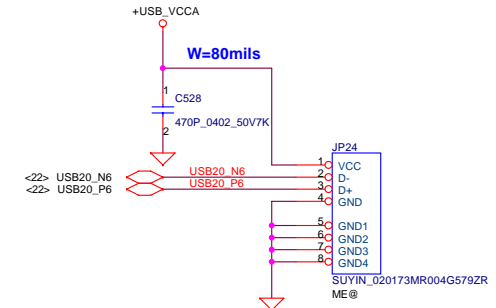 +USB_VCCA
W=80mils
1
C528
470P_0402_50V7K
2
JP24
1 VCC
<22> USB20_N6 USB20_N6 2 D-
<22> USB20_P6 USB20_P6 3 D+
4 GND
5 GND1
6 GND2
7 GND3
8 GND4
SUYIN_020173MR004G579ZR
ME@